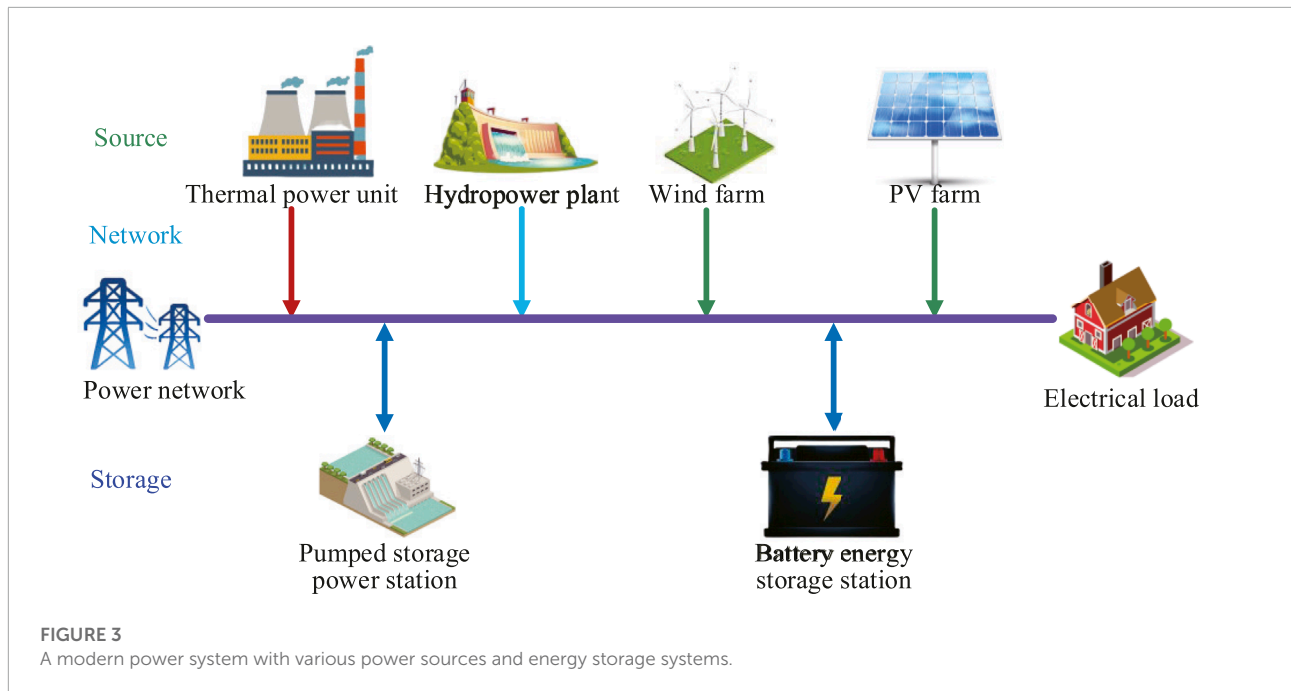 Source
Thermal power unit
Hydropower plant
Wind farm
PV farm
Network
Power network
Electrical load
Storage
Pumped storage
power station
Battery energy
storage station
FIGURE 3
A modern power system with various power sources and energy storage systems.